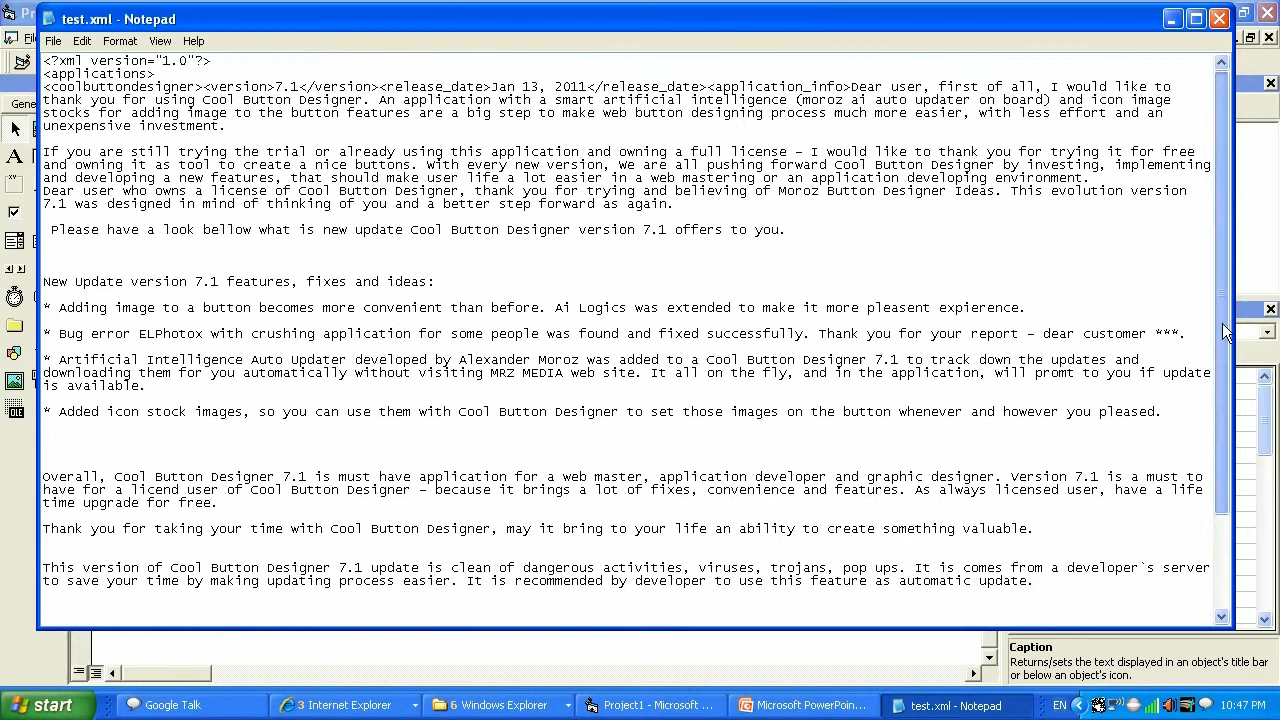 test.xml - Notepad
File Edit Format View Help
<?xml version="1.0"?>
<applications>
<coolbuttondesigner><version>7.1</version><release_date>Jan 13, 2011</release_date><application_info>Dear user, first of all, I would like to
thank you for using Cool Button Designer. An application with a smart artificial intelligence (moroz ai auto updater on board) and icon image
stocks for adding image to the button features are a big step to make web button designing process much more easier, with less effort and an
unexpensive investment.
If you are still trying the trial or already using this application and owning a full license - I would like to thank you for trying it for free
and owning it as tool to create a nice buttons. With every new version, We are all pushing forward Cool Button Designer by investing, implementing
and developing a new features, that should make user life a lot easier in a web mastering or an application developing environment.
Dear user who owns a license of Cool Button Designer, thank you for trying and believing of Moroz Button Designer Ideas. This evolution version
7.1 was designed in mind of thinking of you and a better step forward as again.
Please have a look bellow what is new update Cool Button Designer version 7.1 offers to you.
New Update version 7.1 features, fixes and ideas:
* Adding image to a button becomes more convenient than before. Ai Logics was extended to make it more pleasent expierence.
* Bug error ELPhotox with crushing application for some people - found and fixed successfully. Thank you for your report - dear customer ***.
* Artificial Intelligence Auto Updater developed by Alexander Moroz was added to a Cool Button Designer 7.1 to track down the updates and
downloading them for you automatically without visiting MRZ MEDIA web site. It all on the fly, and in the application, will promt to you if update
is available.
* Added icon stock images, so you can use them with Cool Button Designer to set those images on the button whenever and however you pleased.
Overall, Cool Button Designer 7.1 is must have application for a web master, application developer and graphic designer. Version 7.1 is a must to
have for a licend user of Cool Button Designer - because it brings a lot of fixes, convenience and features. As always licensed user, have a life
time upgrade for free.
Thank you for taking your time with Cool Button Designer, may it bring to your life an ability to create something valuable.
This version of Cool Button Designer 7.1 update is clean of dangerous activities, viruses, trojans, pop ups. It is comes from a developer`s server
to save your time by making updating process easier. It is recommended by developer to use this feature as automatic update.
Caption
Returns/sets the text displayed in an object's title bar
or below an object's icon.
start Google Talk 3 Internet Explorer 6 Windows Explorer Project1 - Microsoft ... Microsoft PowerPoin... test.xml - Notepad EN 10:47 PM